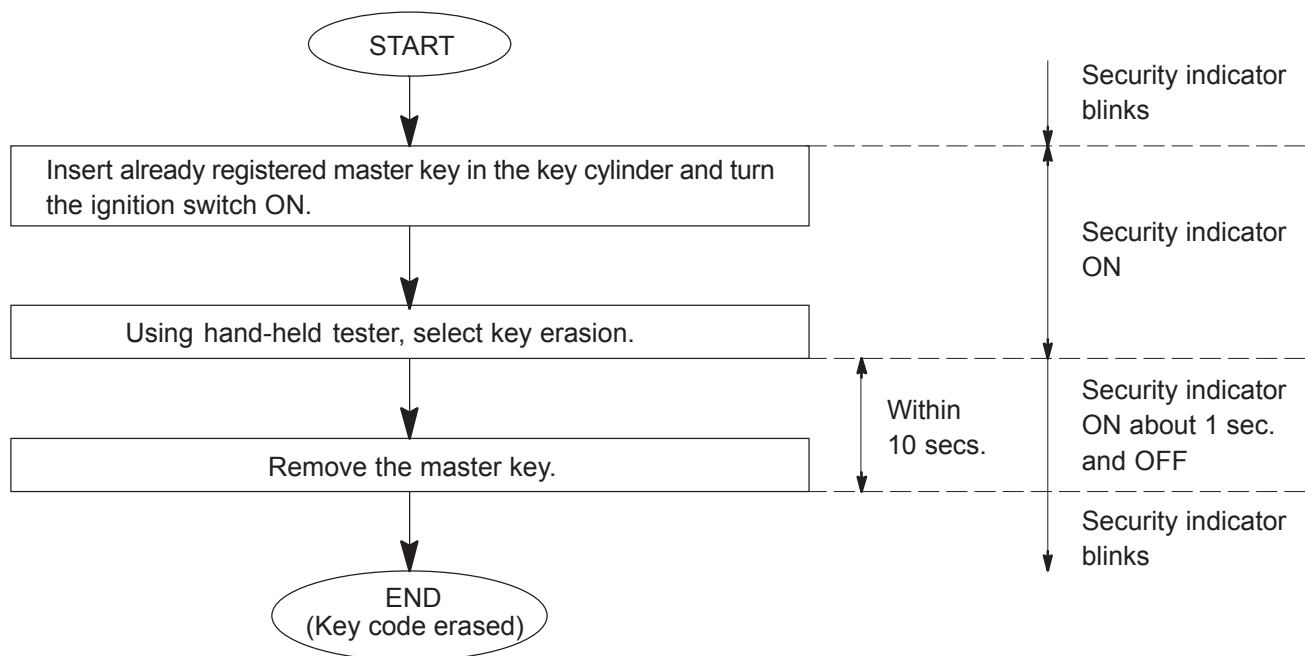 START
Security indicator
blinks
Insert already registered master key in the key cylinder and turn
the ignition switch ON.
Security indicator
ON
Using hand-held tester, select key erasion.
Within
10 secs.
Security indicator
ON about 1 sec.
and OFF
Remove the master key.
Security indicator
blinks
END
(Key code erased)